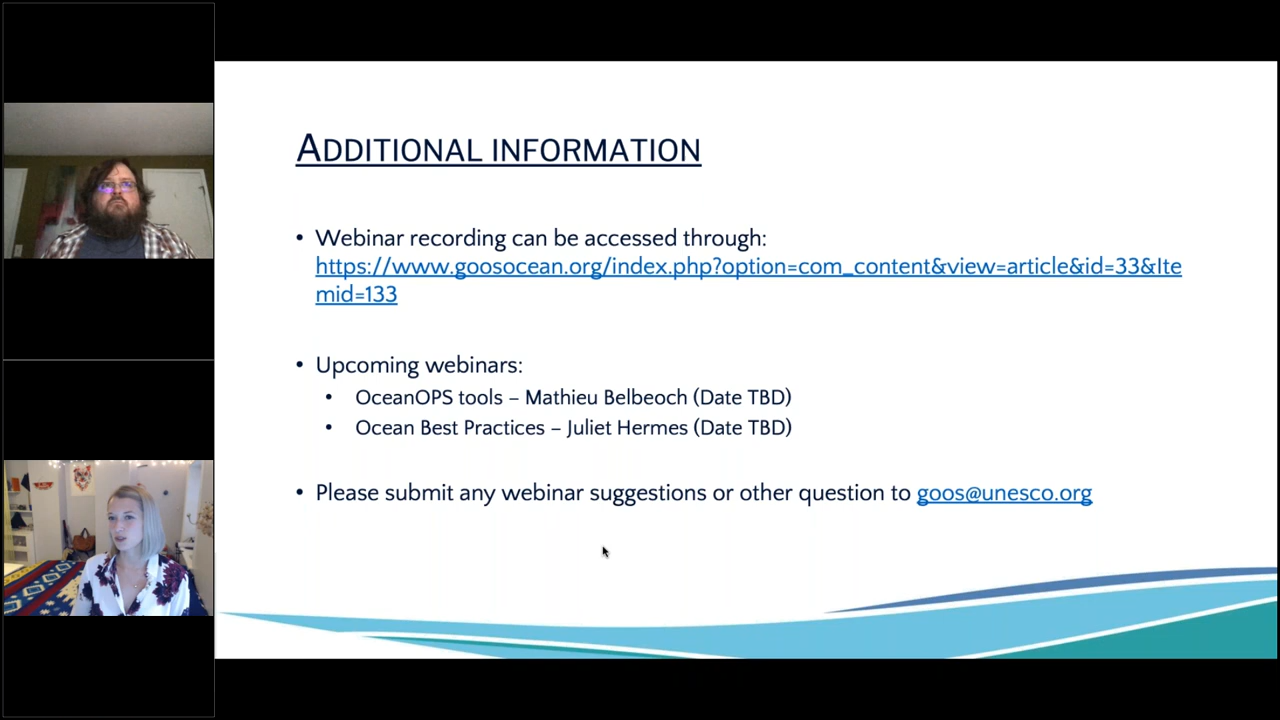 ADDITIONAL INFORMATION
• Webinar recording can be accessed through:
https://www.goosocean.org/index.php?option=com_content&view=article&id=33&Ite
mid=133
• Upcoming webinars:
• OceanOPS tools – Mathieu Belbeoch (Date TBD)
• Ocean Best Practices – Juliet Hermes (Date TBD)
• Please submit any webinar suggestions or other question to goos@unesco.org